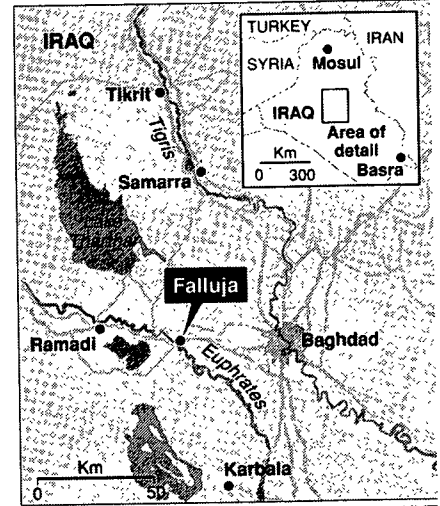 IRAQ
Tikrit
Tigris
Samarra
Falluja
Ramadi
Baghdad
Euphrates
Karbala
Km
0 50
TURKEY
IRAN
SYRIA
Mosul
IRAQ
Area of
detail
Km
0 300
Basra